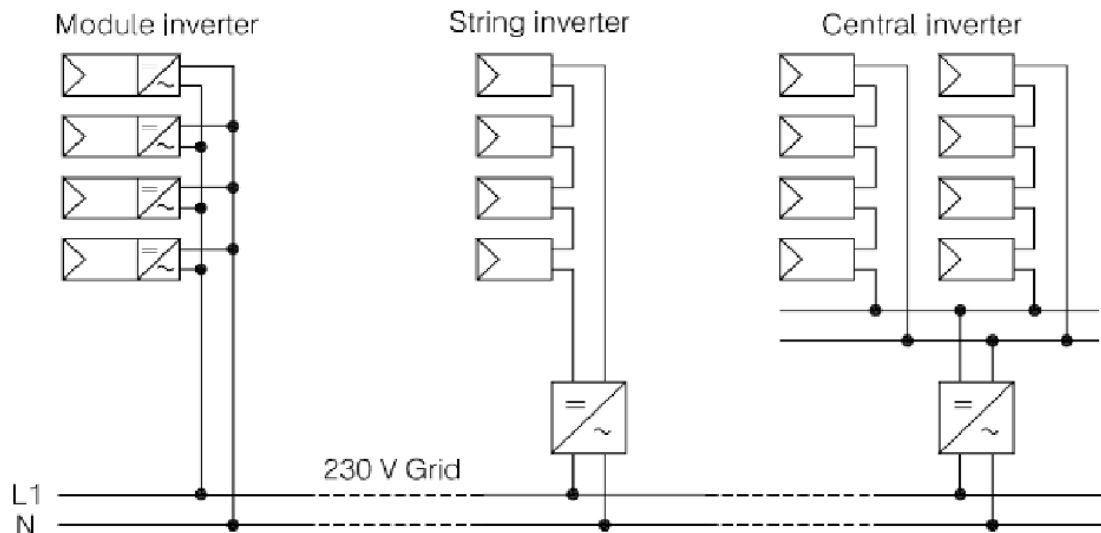 Module inverter
String inverter
Central inverter
230 V Grid
L1
N